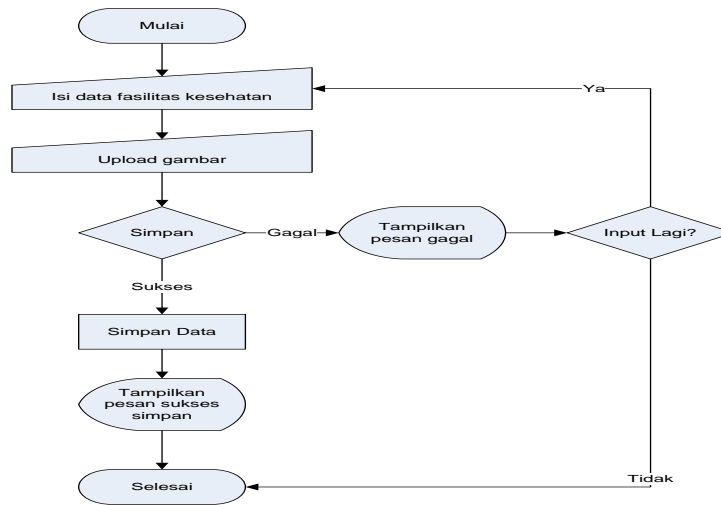 Mulai
Isi data fasilitas kesehatan
Ya
Upload gambar
Simpan
Gagal
Tampilkan
pesan gagal
Input Lagi?
Sukses
Simpan Data
Tampilkan
pesan sukses
simpan
Tidak
Selesai